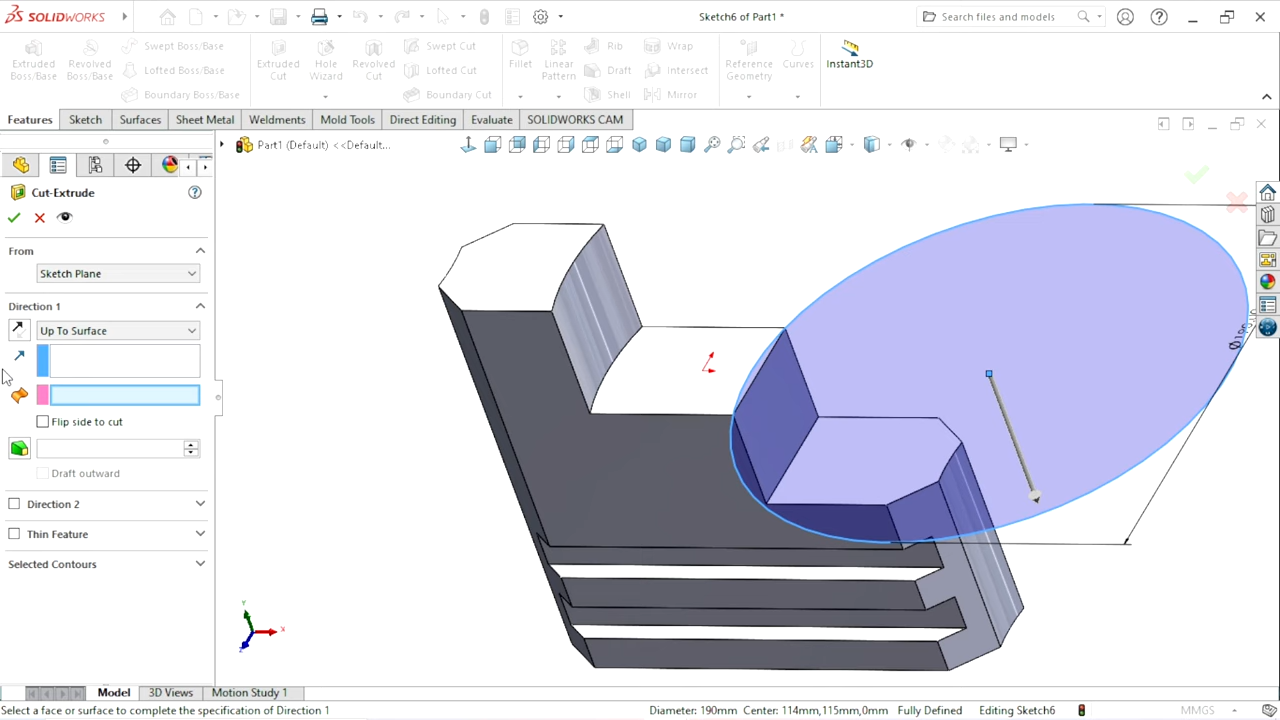 SOLIDWORKS
Sketch6 of Part1 *
Search files and models
Extruded Boss/Base
Revolved Boss/Base
Swept Boss/Base
Lofted Boss/Base
Boundary Boss/Base
Extruded Cut
Hole Wizard
Revolved Cut
Swept Cut
Lofted Cut
Boundary Cut
Fillet
Linear Pattern
Rib
Draft
Shell
Wrap
Intersect
Mirror
Reference Geometry
Curves
Instant3D
Features
Sketch
Surfaces
Sheet Metal
Weldments
Mold Tools
Direct Editing
Evaluate
SOLIDWORKS CAM
Part1 (Default) <<Default...
Cut-Extrude
From
Sketch Plane
Direction 1
Up To Surface
Flip side to cut
Draft outward
Direction 2
Thin Feature
Selected Contours
Y
X
Z
Model
3D Views
Motion Study 1
Select a face or surface to complete the specification of Direction 1
Diameter: 190mm Center: 114mm,115mm,0mm
Fully Defined
Editing Sketch6
MMGS